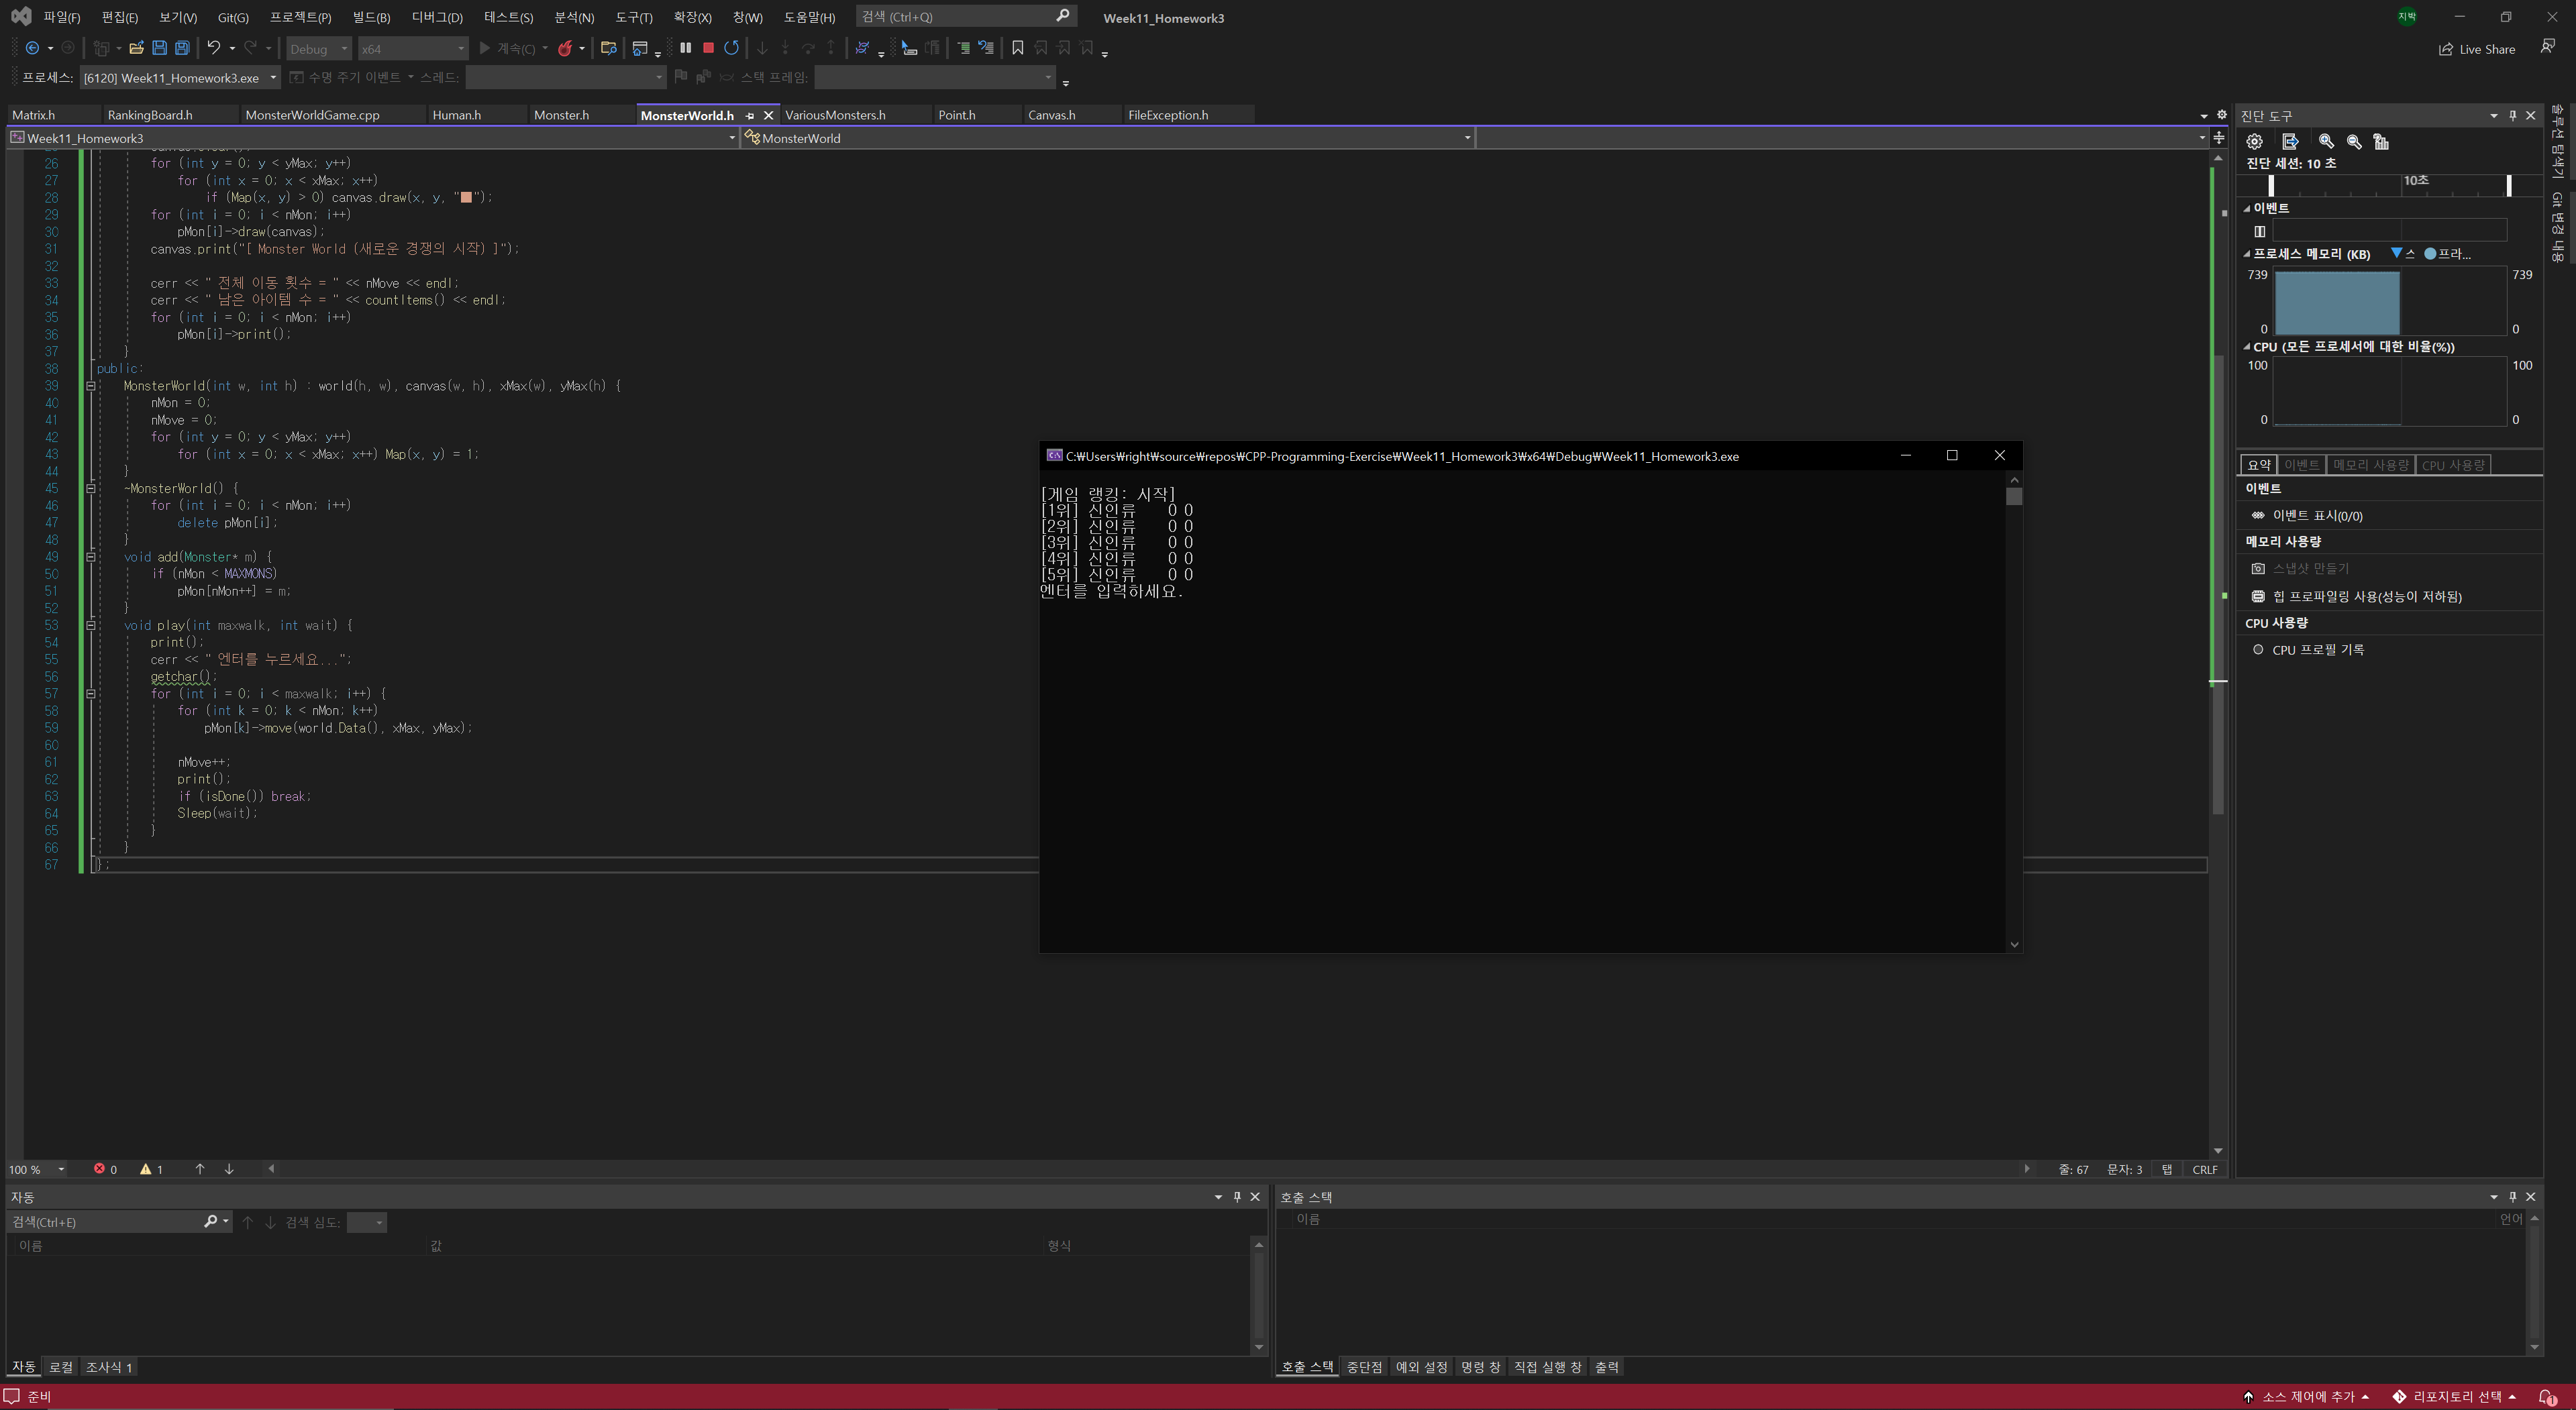 파일(F) 편집(E) 보기(V) Git(G) 프로젝트(P) 빌드(B) 디버그(D) 테스트(S) 분석(N) 도구(T) 확장(X) 창(W) 도움말(H) 검색 (Ctrl+Q) Week11_Homework3 지박
Debug x64 계속(C) Live Share
프로세스: [6120] Week11_Homework3.exe 수명 주기 이벤트 스레드: 스택 프레임:
Matrix.h RankingBoard.h MonsterWorldGame.cpp Human.h Monster.h MonsterWorld.h VariousMonsters.h Point.h Canvas.h FileException.h
Week11_Homework3 MonsterWorld
26 for (int y = 0; y < yMax; y++)
27 for (int x = 0; x < xMax; x++)
28 if (Map(x, y) > 0) canvas.draw(x, y, "■");
29 for (int i = 0; i < nMon; i++)
30 pMon[i]->draw(canvas);
31 canvas.print("[ Monster World (새로운 경쟁의 시작) ]");
32
33 cerr << " 전체 이동 횟수 = " << nMove << endl;
34 cerr << " 남은 아이템 수 = " << countItems() << endl;
35 for (int i = 0; i < nMon; i++)
36 pMon[i]->print();
37 }
38 public:
39 MonsterWorld(int w, int h) : world(h, w), canvas(w, h), xMax(w), yMax(h) {
40 nMon = 0;
41 nMove = 0;
42 for (int y = 0; y < yMax; y++)
43 for (int x = 0; x < xMax; x++) Map(x, y) = 1;
44 }
45 ~MonsterWorld() {
46 for (int i = 0; i < nMon; i++)
47 delete pMon[i];
48 }
49 void add(Monster* m) {
50 if (nMon < MAXMONS)
51 pMon[nMon++] = m;
52 }
53 void play(int maxwalk, int wait) {
54 print();
55 cerr << " 엔터를 누르세요...";
56 getchar();
57 for (int i = 0; i < maxwalk; i++) {
58 for (int k = 0; k < nMon; k++)
59 pMon[k]->move(world.Data(), xMax, yMax);
60
61 nMove++;
62 print();
63 if (isDone()) break;
64 Sleep(wait);
65 }
66 }
67 };
C:₩Users₩right₩source₩repos₩CPP-Programming-Exercise₩Week11_Homework3₩x64₩Debug₩Week11_Homework3.exe
[게임 랭킹: 시작]
[1위] 신인류 0 0
[2위] 신인류 0 0
[3위] 신인류 0 0
[4위] 신인류 0 0
[5위] 신인류 0 0
엔터를 입력하세요.
진단 도구
진단 세션: 10 초
10초
이벤트
프로세스 메모리 (KB) 스 프라...
739 739
0 0
CPU (모든 프로세서에 대한 비율(%))
100 100
0 0
요약 이벤트 메모리 사용량 CPU 사용량
이벤트
이벤트 표시(0/0)
메모리 사용량
스냅샷 만들기
힙 프로파일링 사용(성능이 저하됨)
CPU 사용량
CPU 프로필 기록
솔루션 탐색기
Git 변경 내용
100 % 0 1 줄: 67 문자: 3 탭 CRLF
자동
검색(Ctrl+E) 검색 심도:
이름 값 형식
자동 로컬 조사식 1
호출 스택
이름 언어
호출 스택 중단점 예외 설정 명령 창 직접 실행 창 출력
준비 소스 제어에 추가 리포지토리 선택 1